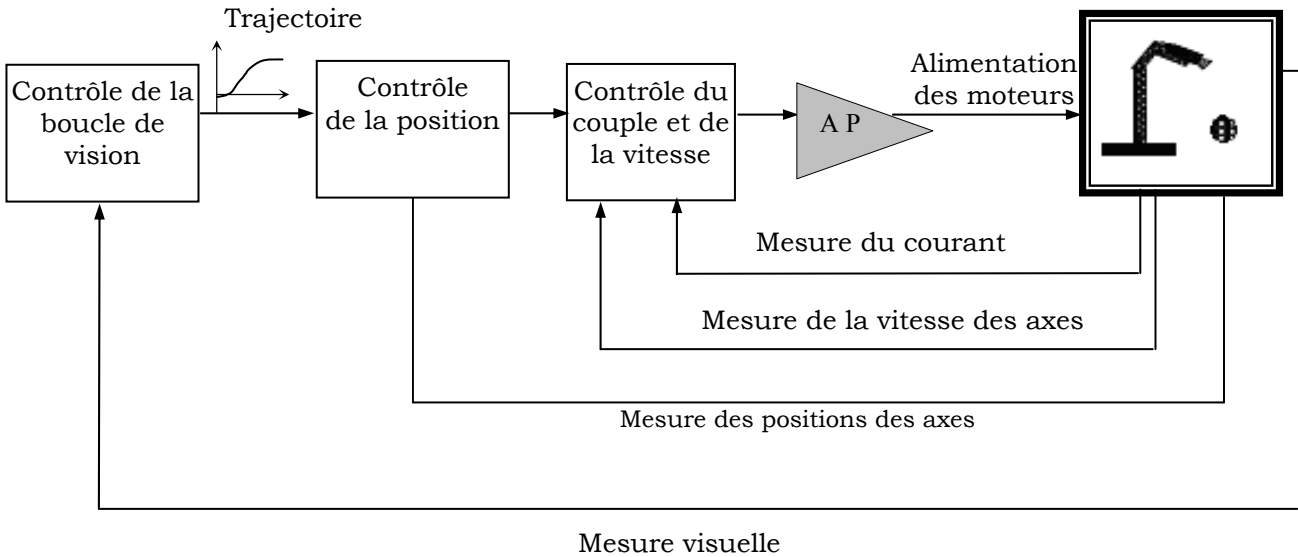 Trajectoire
Contrôle de la
boucle de
vision
Contrôle
de la position
Contrôle du
couple et de
la vitesse
A P
Alimentation
des moteurs
Mesure du courant
Mesure de la vitesse des axes
Mesure des positions des axes
Mesure visuelle